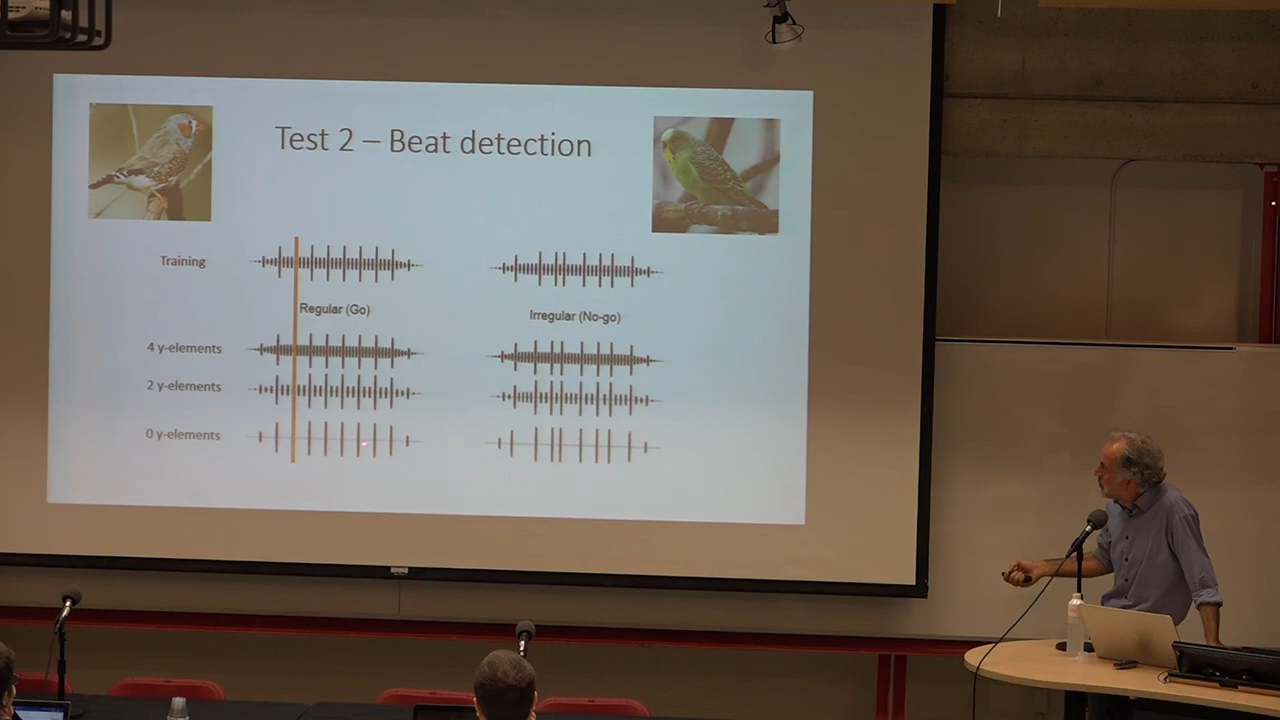 Test 2 – Beat detection
Training
Regular (Go)
Irregular (No-go)
4 y-elements
2 y-elements
0 y-elements